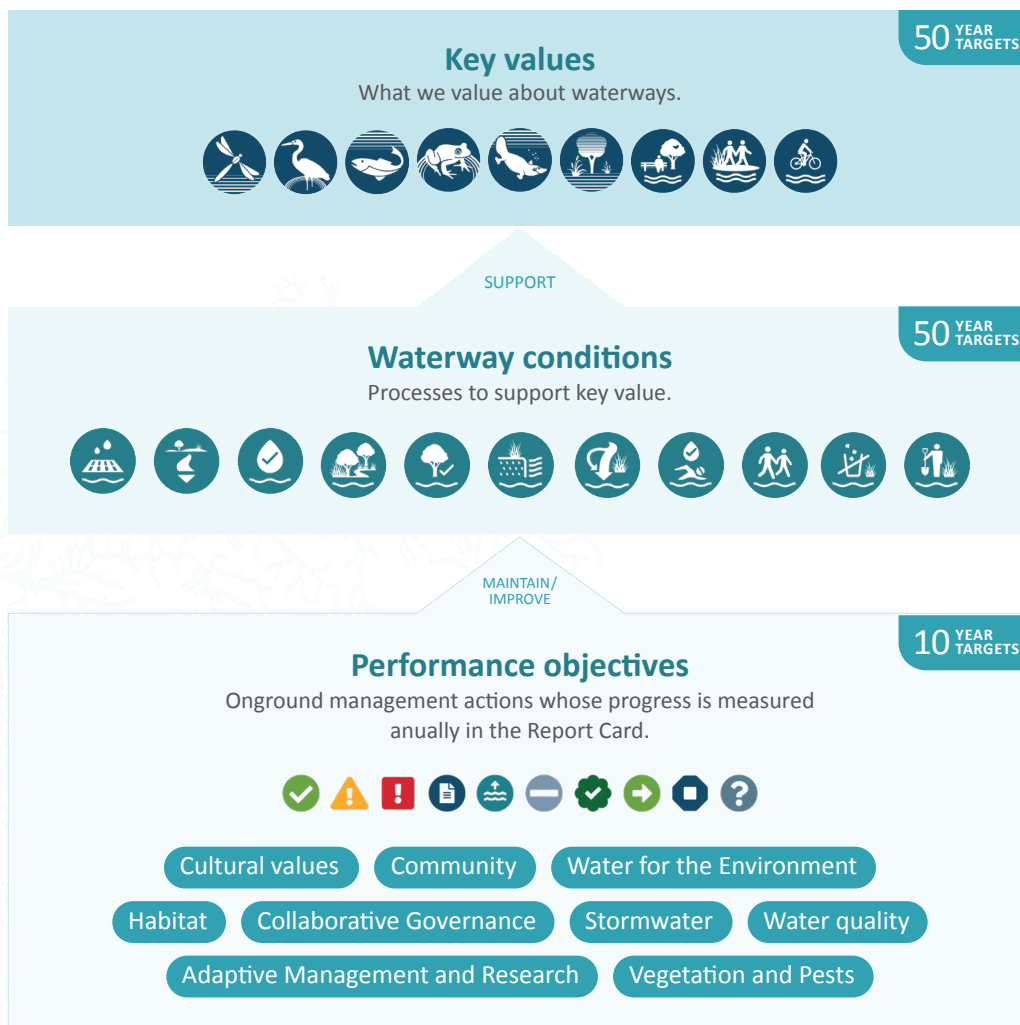 50 YEAR TARGETS
Key values
What we value about waterways.
SUPPORT
50 YEAR TARGETS
Waterway conditions
Processes to support key value.
MAINTAIN/
IMPROVE
10 YEAR TARGETS
Performance objectives
Onground management actions whose progress is measured
anually in the Report Card.
Cultural values
Community
Water for the Environment
Habitat
Collaborative Governance
Stormwater
Water quality
Adaptive Management and Research
Vegetation and Pests